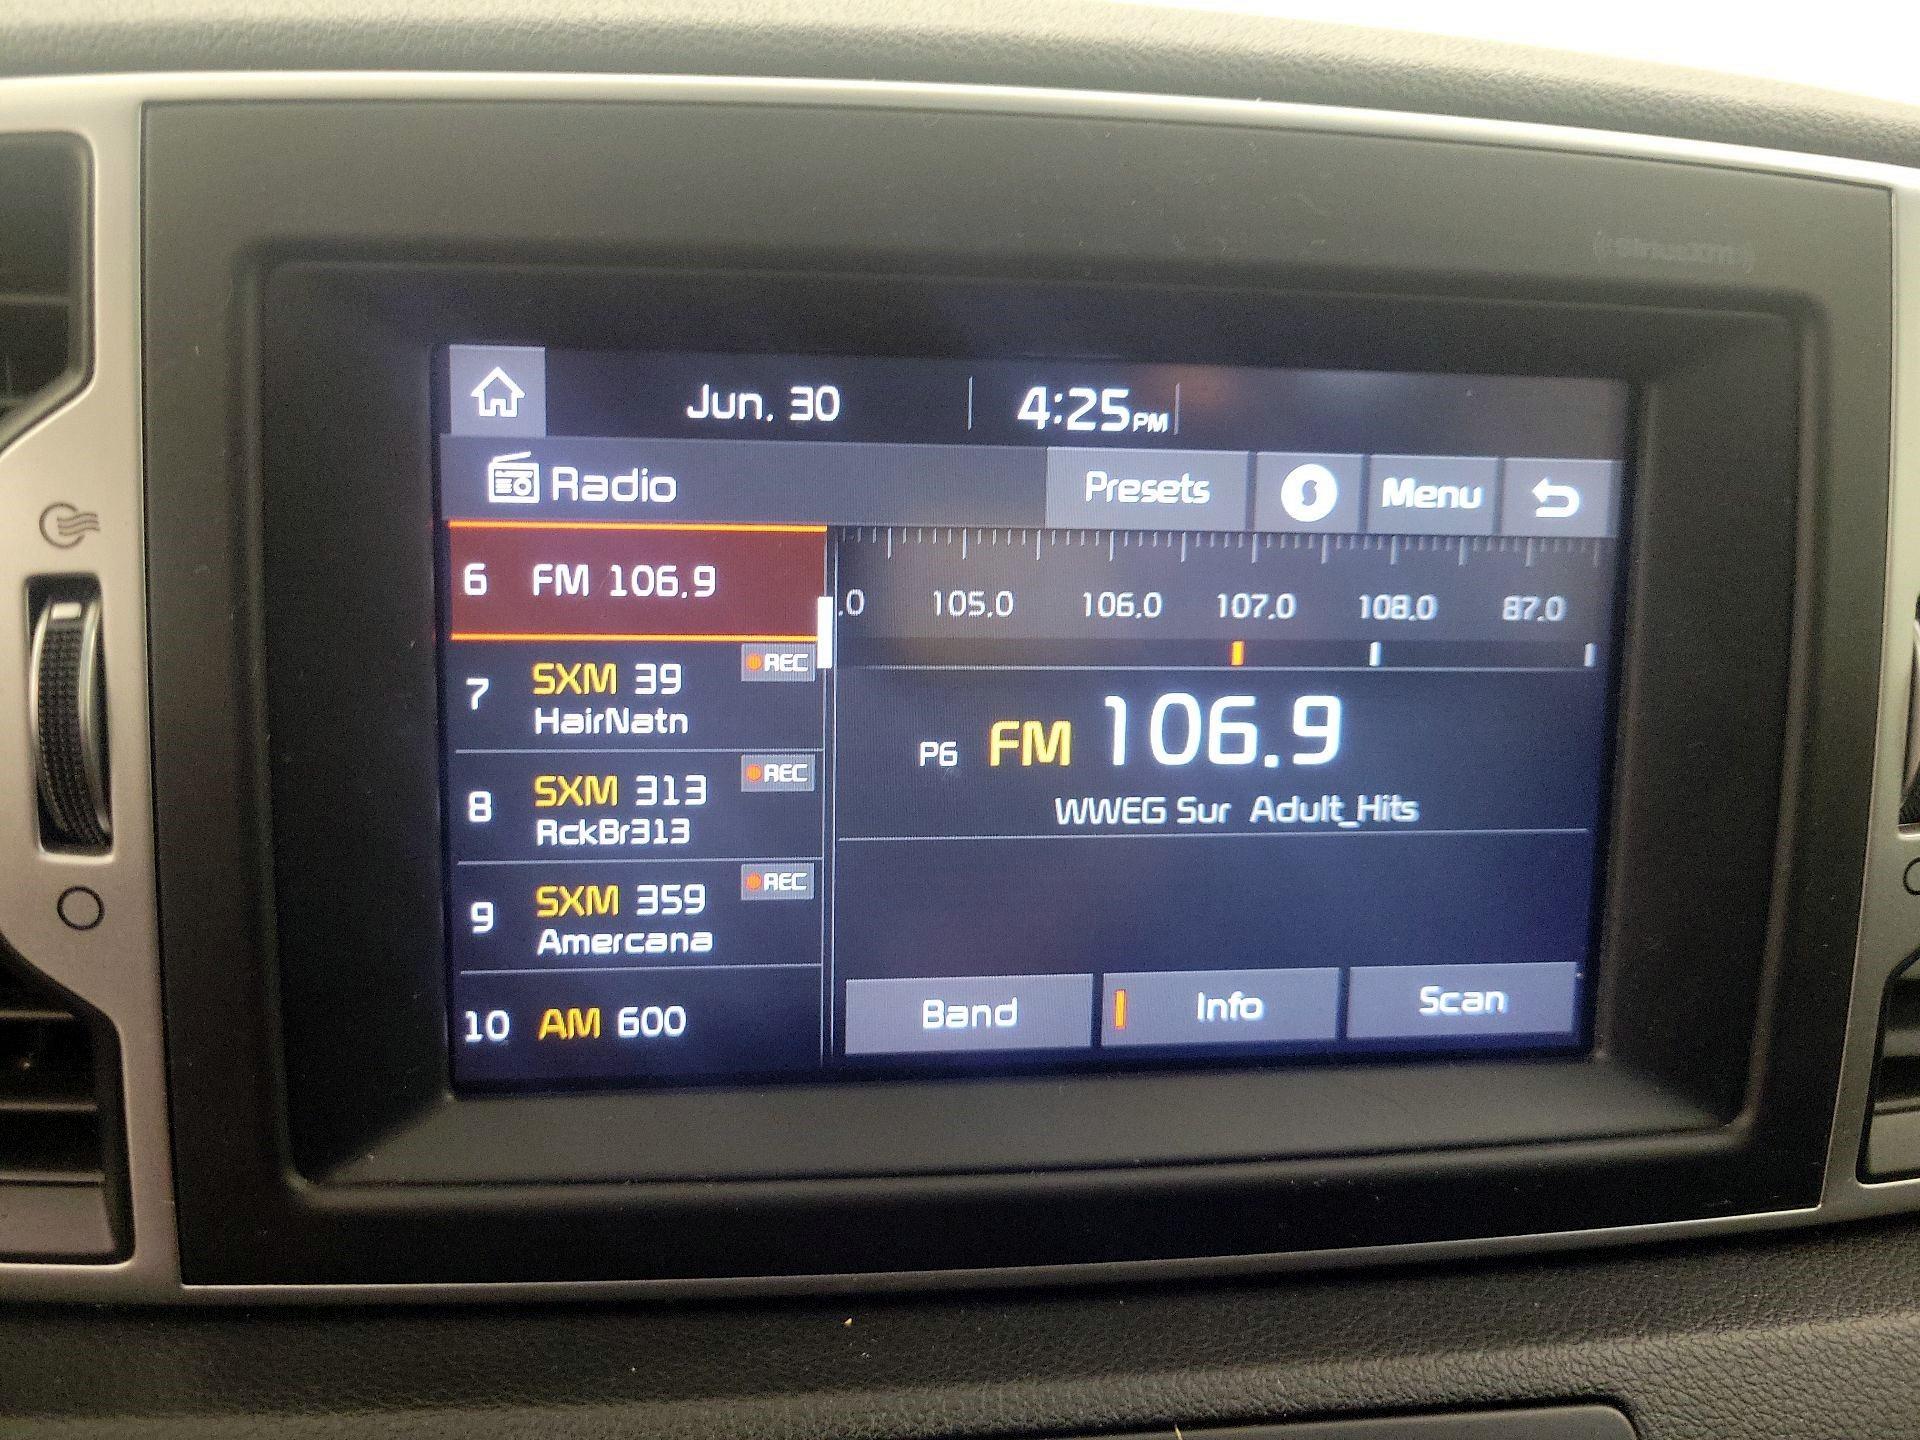 ((SiriusXM))
Jun. 30 4:25PM
Radio Presets Menu
6 FM 106.9
7 SXM 39 REC
HairNatn
8 SXM 313 REC
RckBr313
9 SXM 359 REC
Amercana
10 AM 600
.0 105.0 106.0 107.0 108.0 87.0
P6 FM 106.9
WWEG Sur Adult_Hits
Band Info Scan